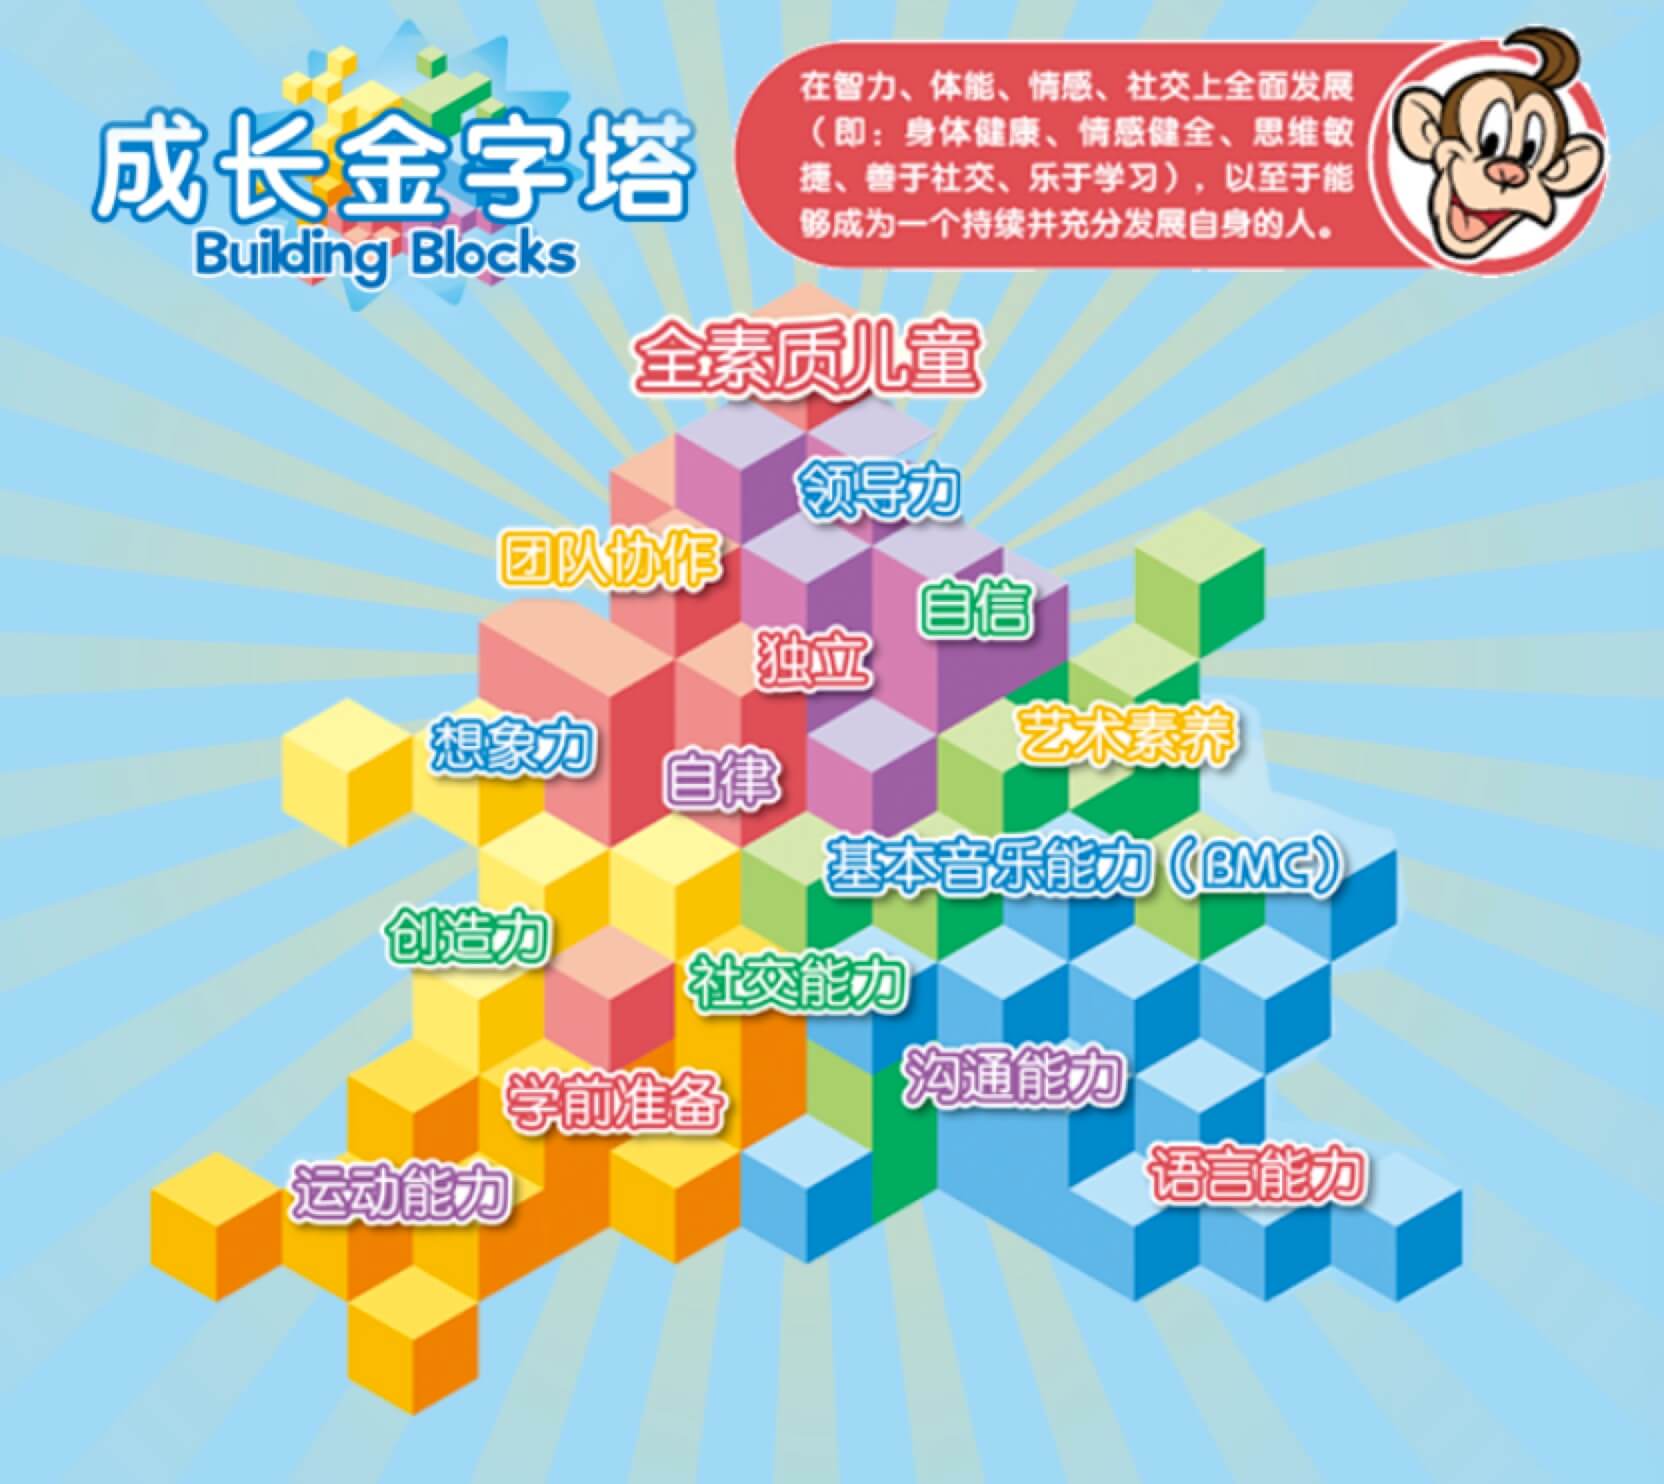 成长金字塔
Building Blocks
在智力、体能、情感、社交上全面发展
（即：身体健康、情感健全、思维敏
捷、善于社交、乐于学习），以至于能
够成为一个持续并充分发展自身的人。
全素质儿童
领导力
团队协作
自信
独立
艺术素养
想象力
自律
基本音乐能力（BMC）
创造力
社交能力
沟通能力
学前准备
语言能力
运动能力